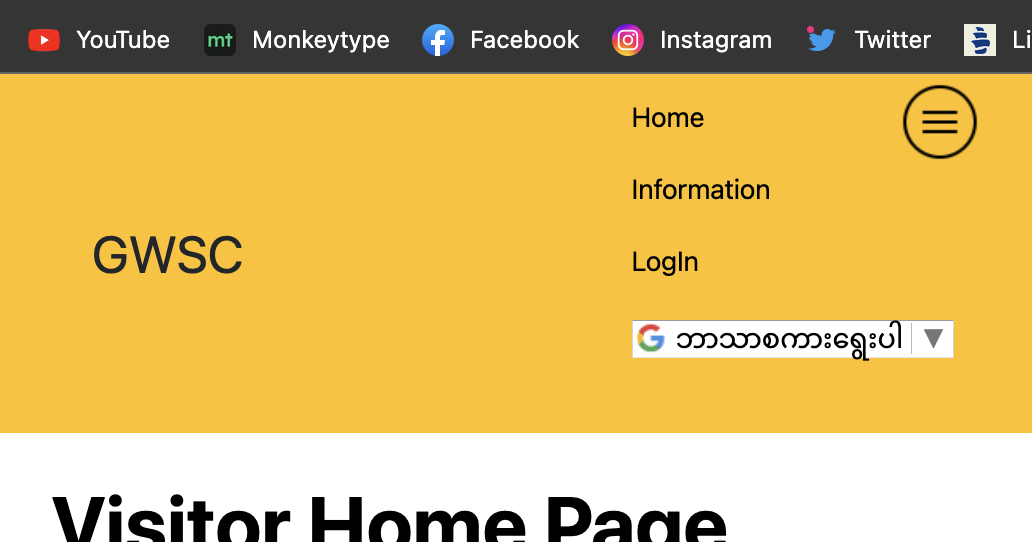 YouTube Monkeytype Facebook Instagram Twitter
Home
Information
GWSC
LogIn
ဘာသာစကားရွေးပါ ▼
Visitor Home Page